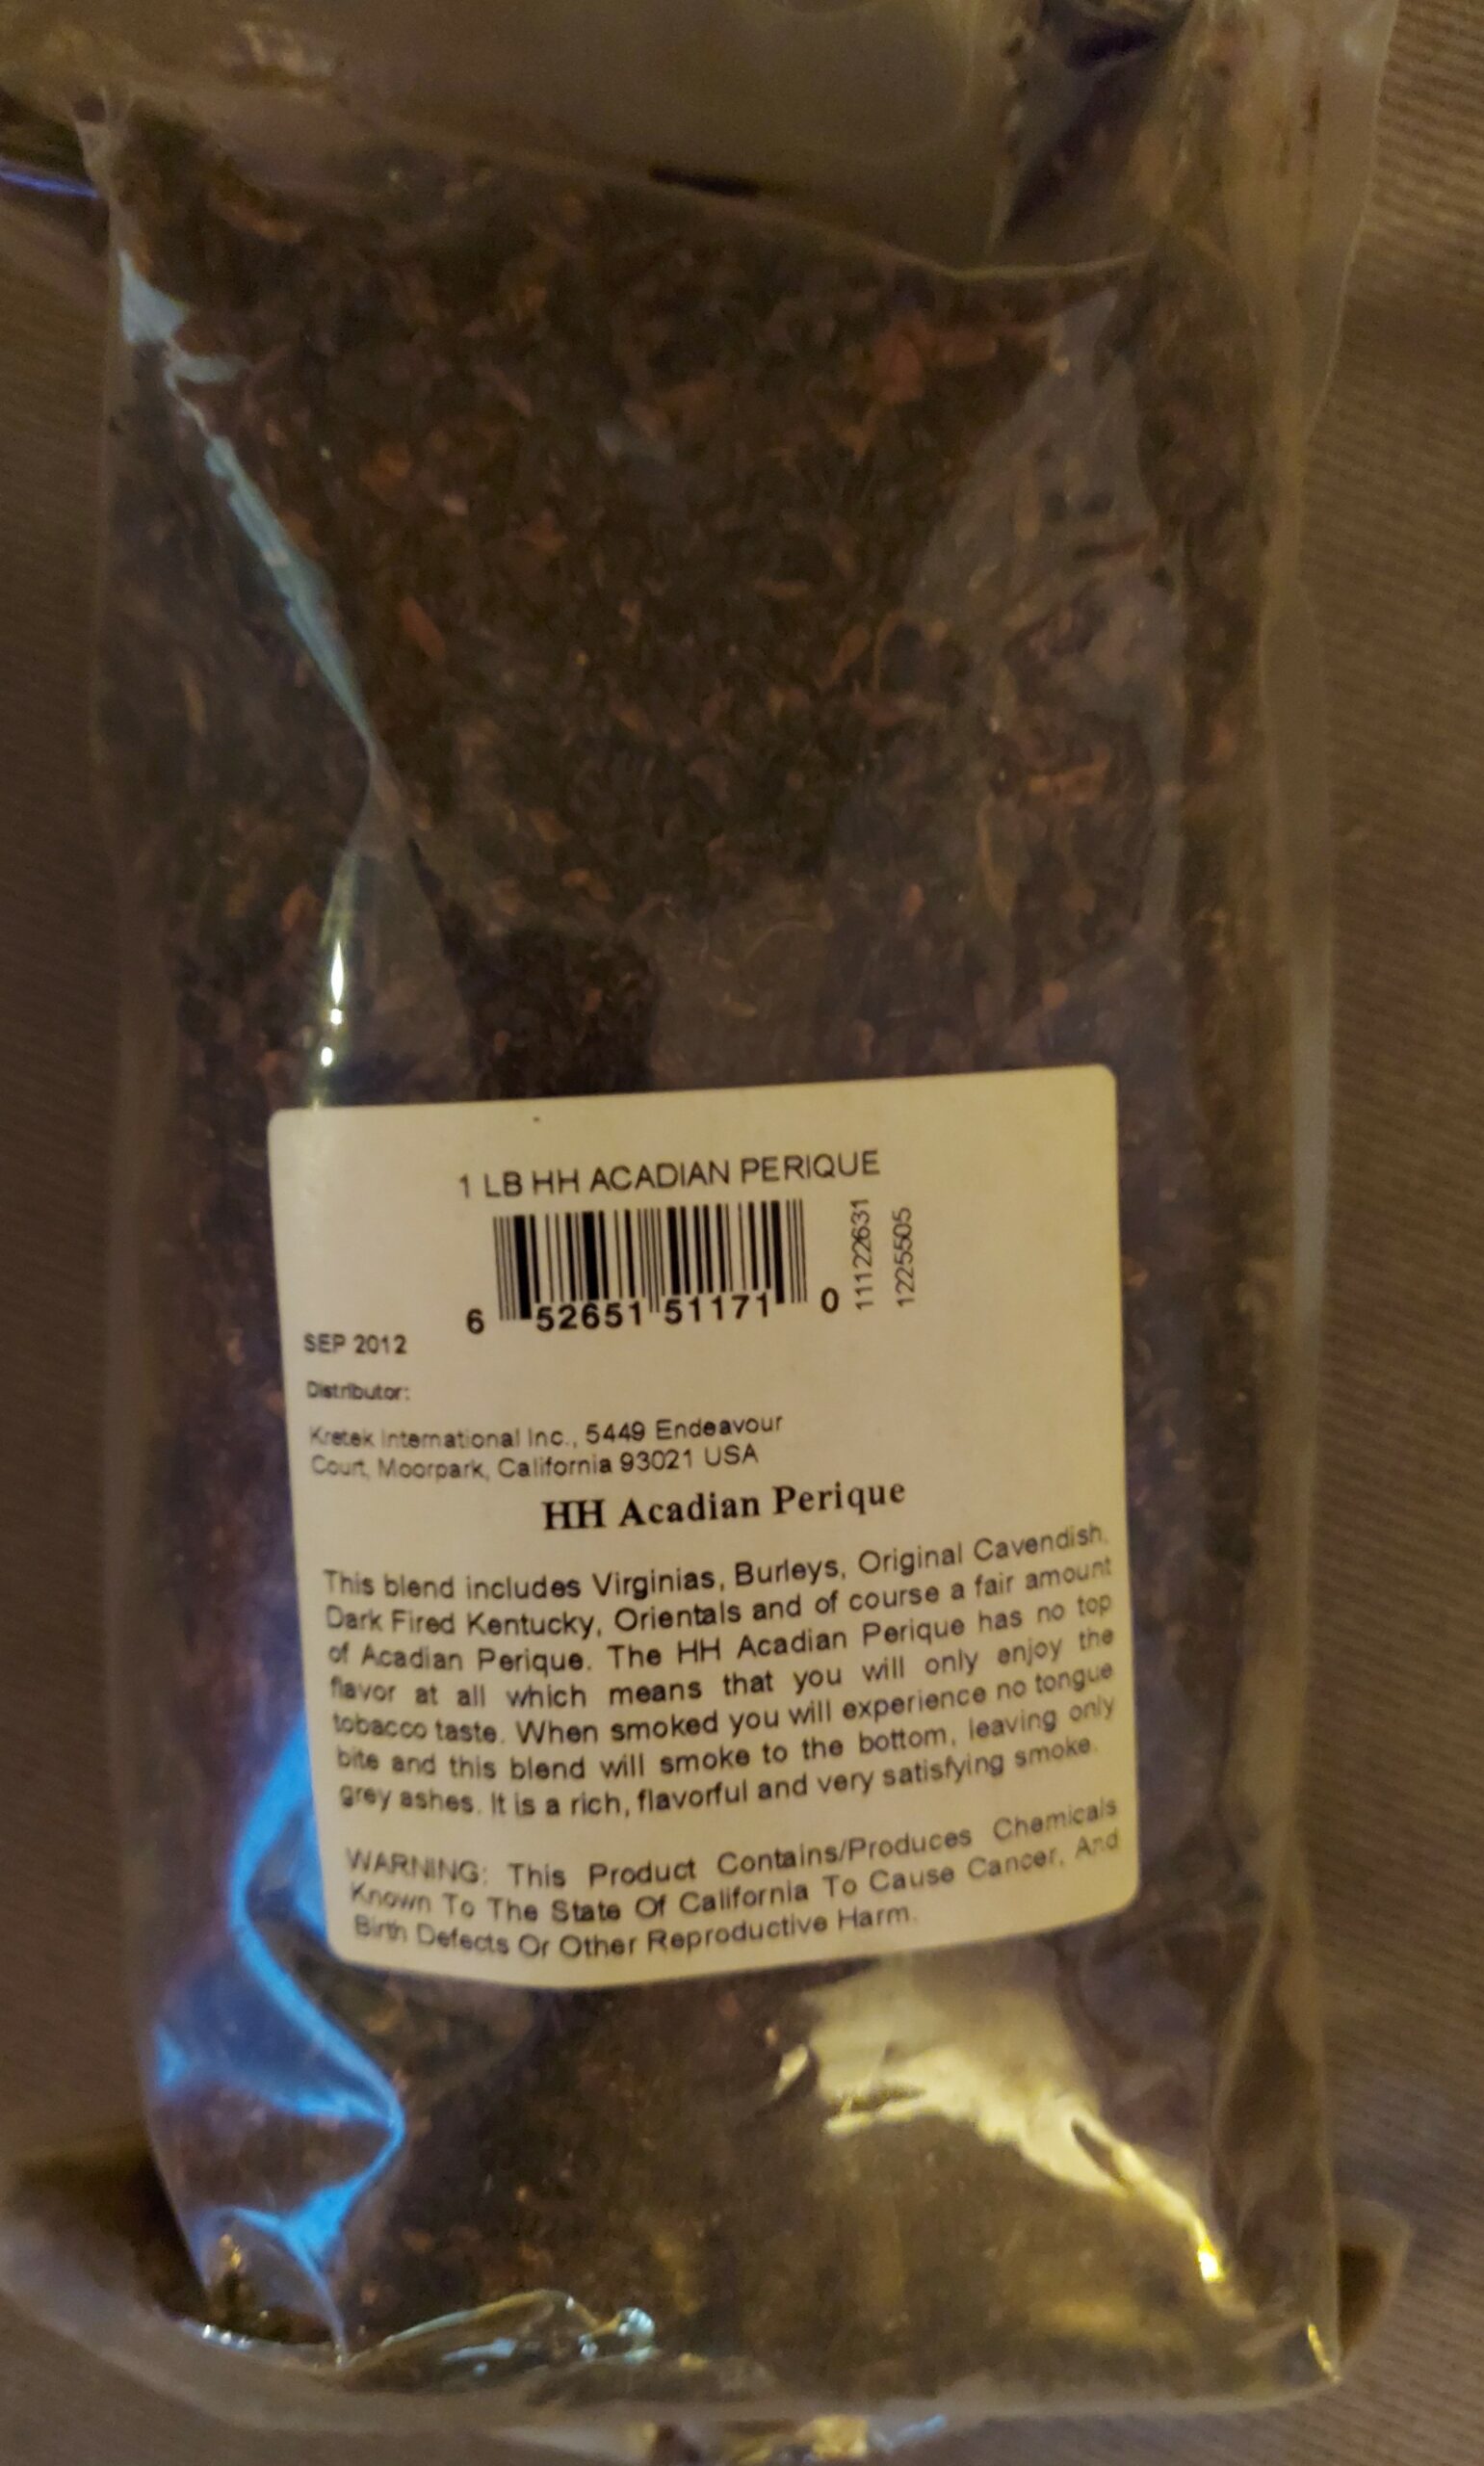 1 LB HH ACADIAN PERIQUE
6 52651 51171 0
11122631
1225505
SEP 2012
Distributor:
Kretek International Inc., 5449 Endeavour
Court, Moorpark, California 93021 USA
HH Acadian Perique
This blend includes Virginias, Burleys, Original Cavendish,
Dark Fired Kentucky, Orientals and of course a fair amount
of Acadian Perique. The HH Acadian Perique has no top
flavor at all which means that you will only enjoy the
tobacco taste. When smoked you will experience no tongue
bite and this blend will smoke to the bottom, leaving only
grey ashes. It is a rich, flavorful and very satisfying smoke.
WARNING: This Product Contains/Produces Chemicals
Known To The State Of California To Cause Cancer, And
Birth Defects Or Other Reproductive Harm.